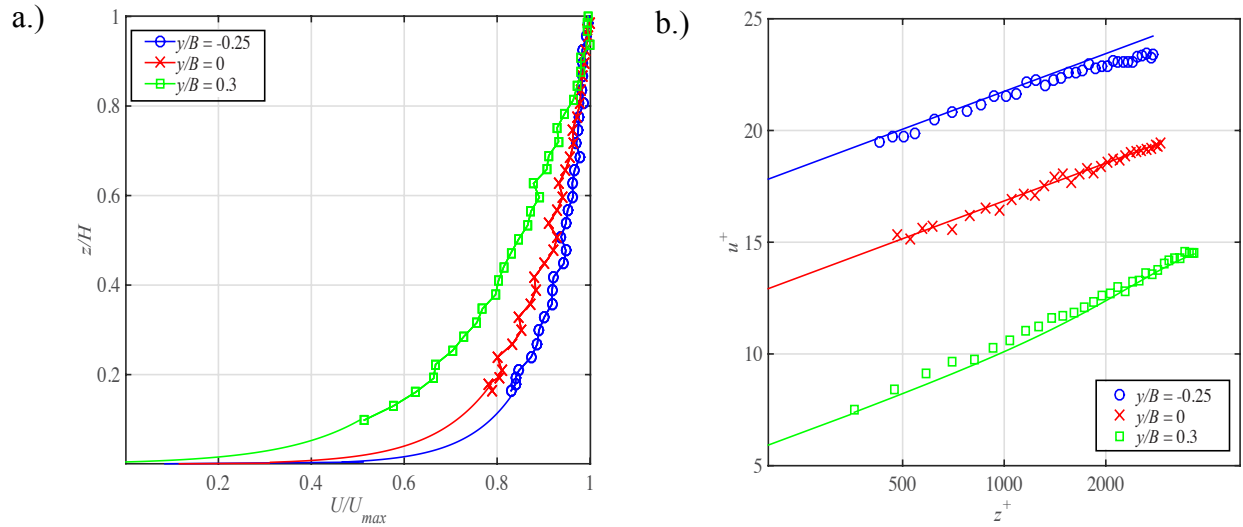 a.)
y/B = -0.25
y/B = 0
y/B = 0.3
1
0.8
0.6
0.4
0.2
z/H
0.2
0.4
0.6
0.8
1
U/U_max
b.)
25
20
15
10
5
u⁺
500
1000
2000
z⁺
y/B = -0.25
y/B = 0
y/B = 0.3